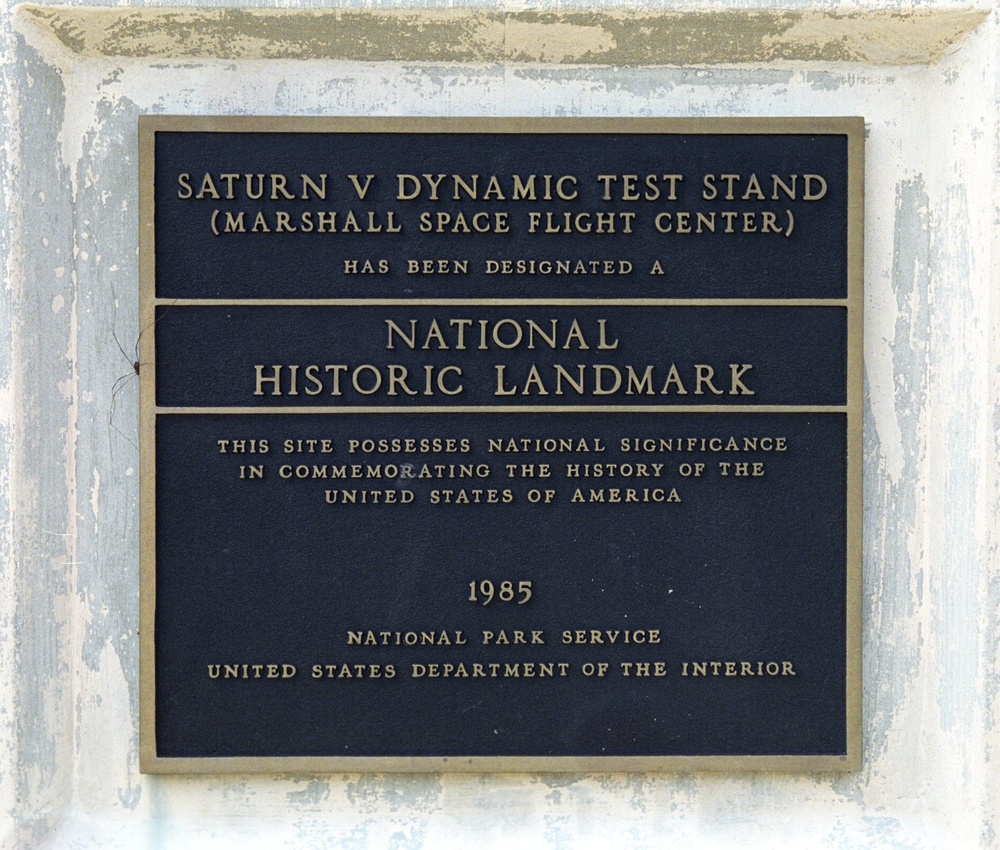 SATURN V DYNAMIC TEST STAND
(MARSHALL SPACE FLIGHT CENTER)
HAS BEEN DESIGNATED A
NATIONAL
HISTORIC LANDMARK
THIS SITE POSSESSES NATIONAL SIGNIFICANCE
IN COMMEMORATING THE HISTORY OF THE
UNITED STATES OF AMERICA
1985
NATIONAL PARK SERVICE
UNITED STATES DEPARTMENT OF THE INTERIOR